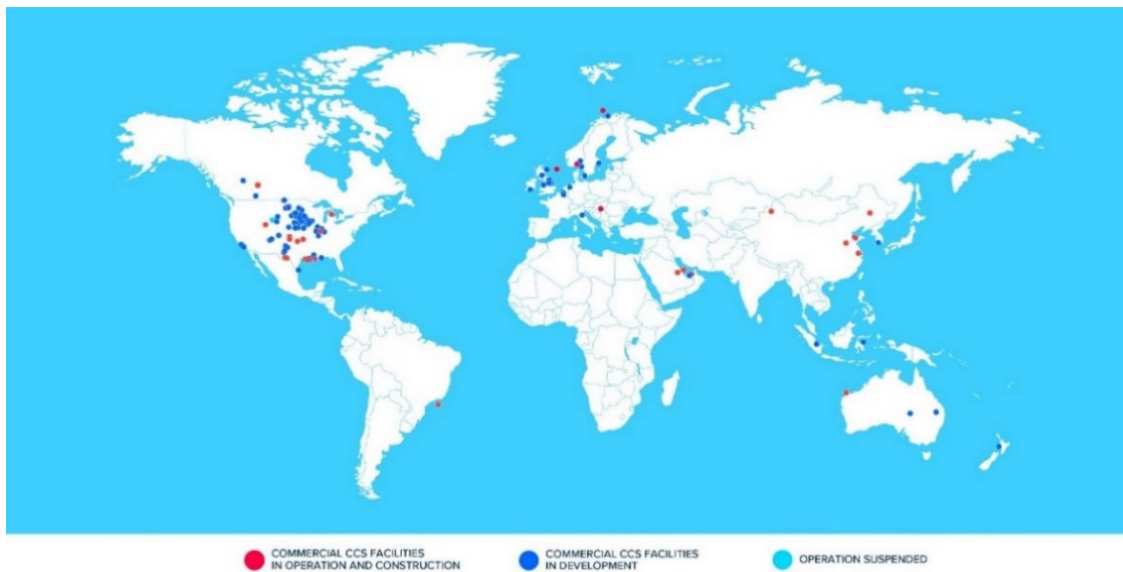 COMMERCIAL CCS FACILITIES
IN OPERATION AND CONSTRUCTION
COMMERCIAL CCS FACILITIES
IN DEVELOPMENT
OPERATION SUSPENDED